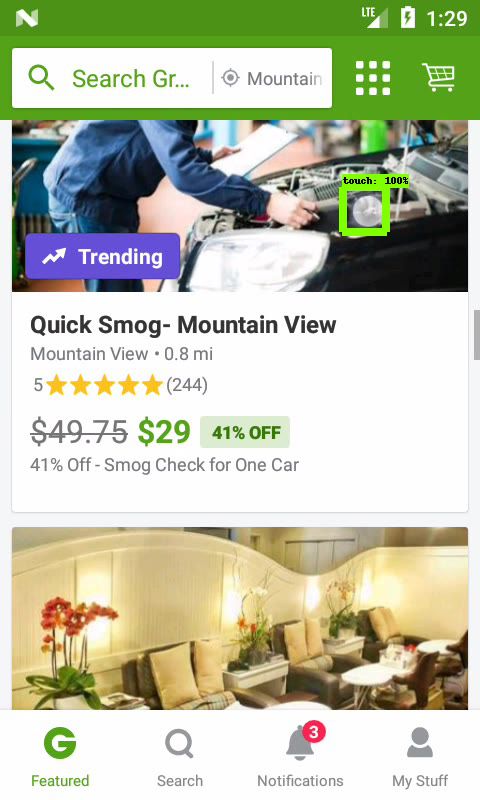 LTE
1:29
Search Gr...
Mountain
touch: 100%
Trending
Quick Smog- Mountain View
Mountain View • 0.8 mi
5 (244)
$49.75 $29 41% OFF
41% Off - Smog Check for One Car
G
3
Featured
Search
Notifications
My Stuff